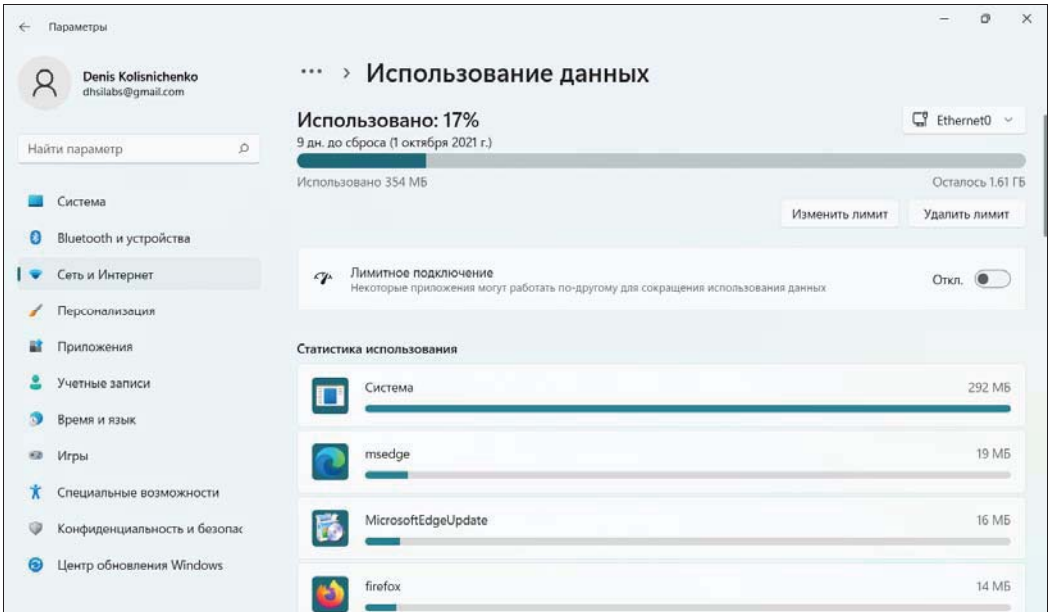 Параметры
Denis Kolisnichenko
dhsilabs@gmail.com
Найти параметр
Система
Bluetooth и устройства
Сеть и Интернет
Персонализация
Приложения
Учетные записи
Время и язык
Игры
Специальные возможности
Конфиденциальность и безопас
Центр обновления Windows
Использование данных
Использовано: 17%
Ethernet0
9 дн. до сброса (1 октября 2021 г.)
Использовано 354 МБ
Осталось 1.61 ГБ
Изменить лимит
Удалить лимит
Лимитное подключение
Некоторые приложения могут работать по-другому для сокращения использования данных
Откл.
Статистика использования
Система
292 МБ
msedge
19 МБ
MicrosoftEdgeUpdate
16 МБ
firefox
14 МБ